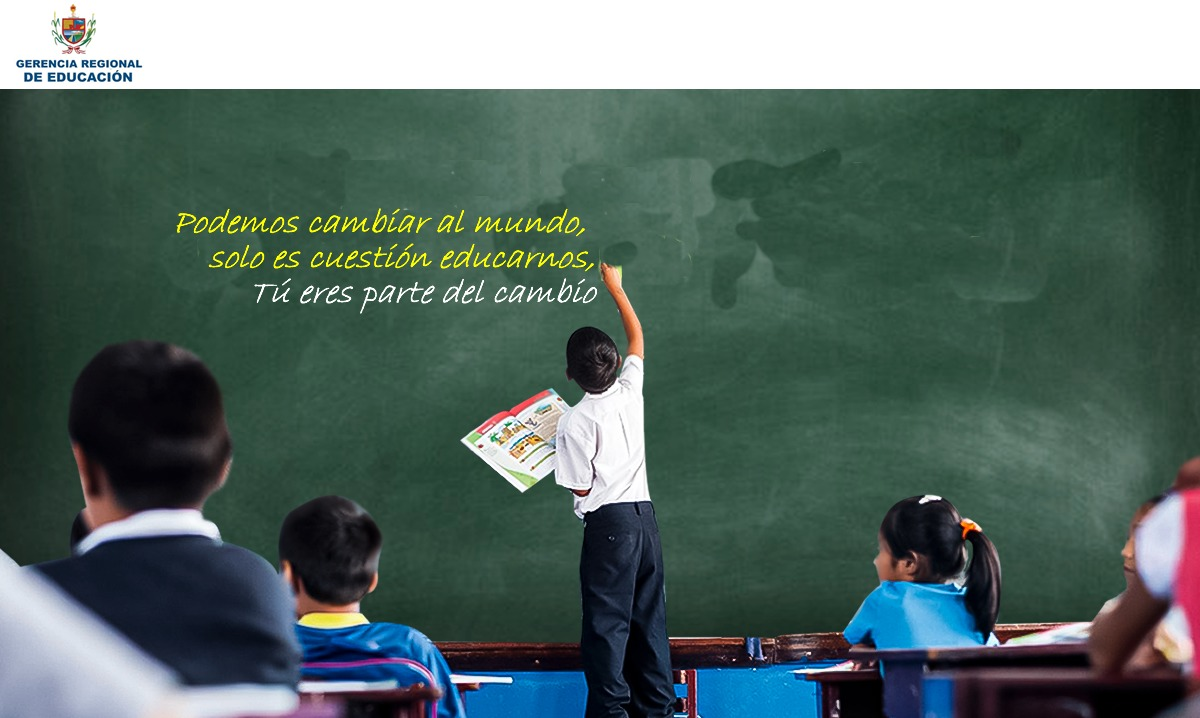 GERENCIA REGIONAL
DE EDUCACIÓN
Podemos cambiar al mundo,
solo es cuestión educarnos,
Tú eres parte del cambio